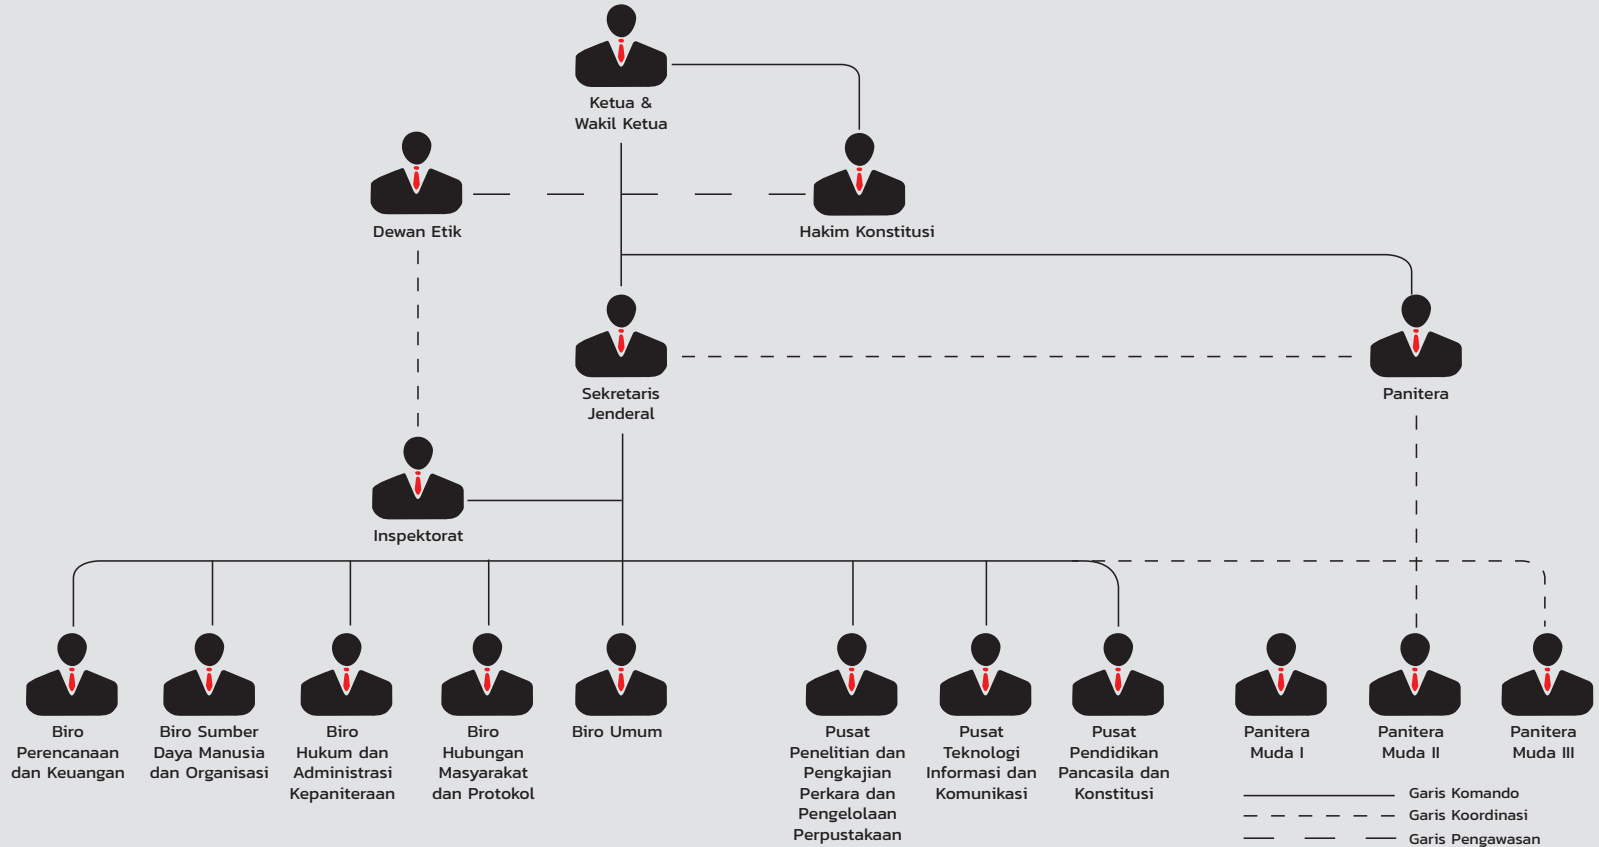 Ketua &
Wakil Ketua
Dewan Etik
Hakim Konstitusi
Sekretaris
Jenderal
Panitera
Inspektorat
Biro
Perencanaan
dan Keuangan
Biro Sumber
Daya Manusia
dan Organisasi
Biro
Hukum dan
Administrasi
Kepaniteraan
Biro
Hubungan
Masyarakat
dan Protokol
Biro Umum
Pusat
Penelitian dan
Pengkajian
Perkara dan
Pengelolaan
Perpustakaan
Pusat
Teknologi
Informasi dan
Komunikasi
Pusat
Pendidikan
Pancasila dan
Konstitusi
Panitera
Muda I
Panitera
Muda II
Panitera
Muda III
Garis Komando
Garis Koordinasi
Garis Pengawasan